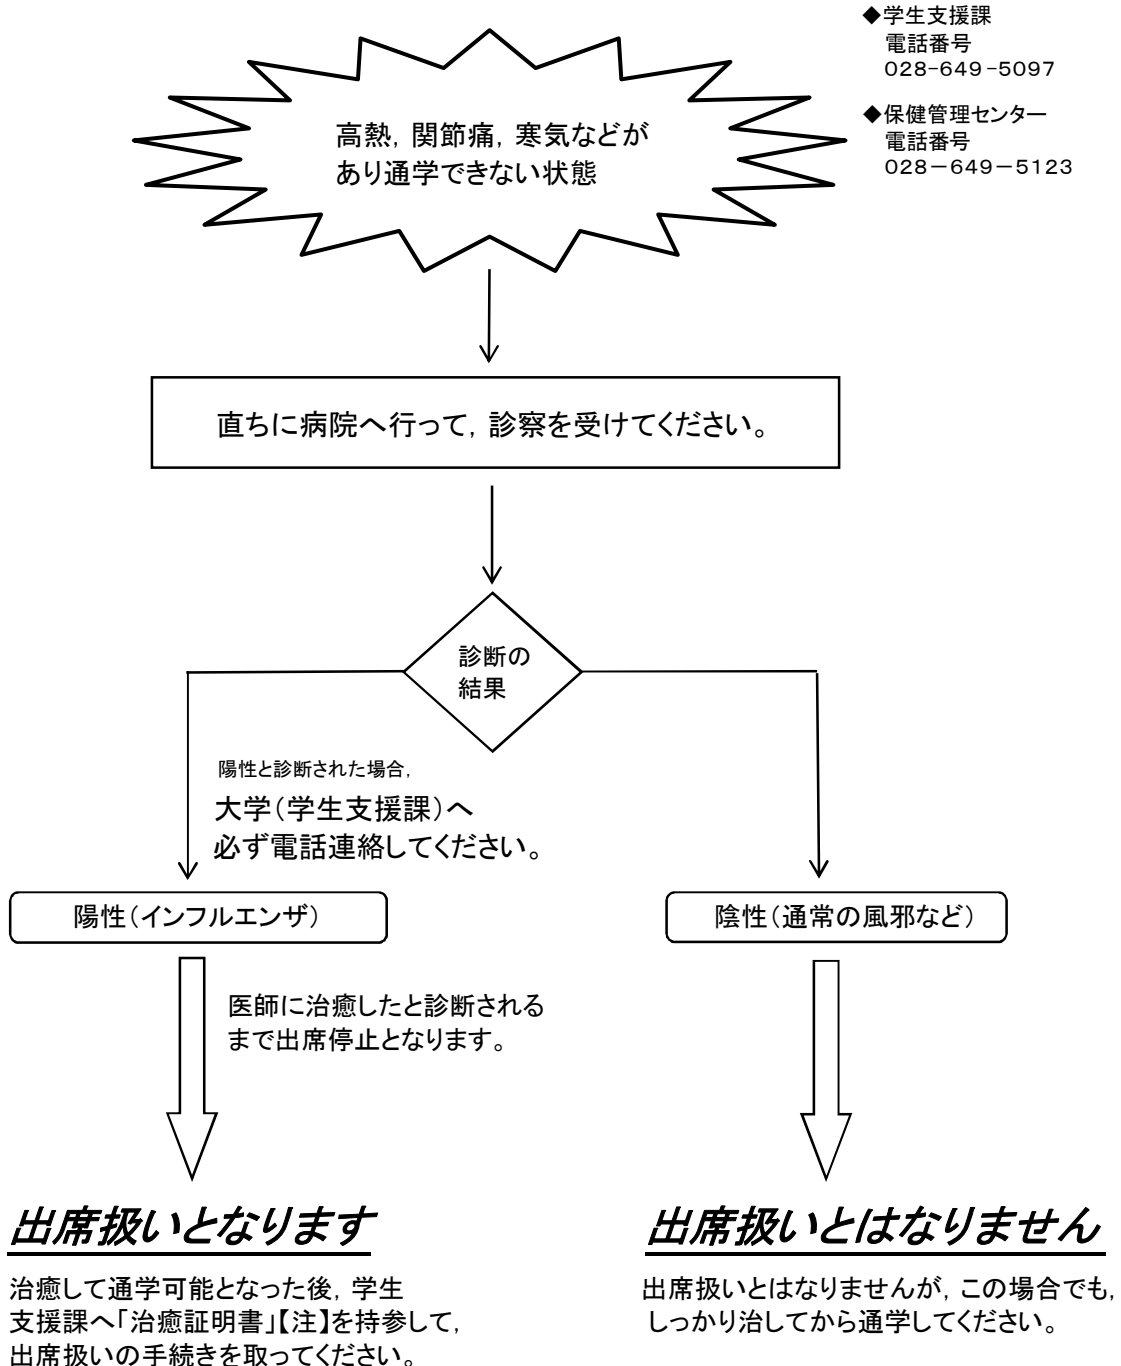 ◆学生支援課
電話番号
028-649-5097
◆保健管理センター
電話番号
028－649－5123
高熱，関節痛，寒気などが
あり通学できない状態
直ちに病院へ行って，診察を受けてください。
診断の
結果
陽性と診断された場合，
大学（学生支援課）へ
必ず電話連絡してください。
陽性（インフルエンザ）
陰性（通常の風邪など）
医師に治癒したと診断される
まで出席停止となります。
出席扱いとなります
出席扱いとはなりません
治癒して通学可能となった後，学生
支援課へ「治癒証明書」【注】を持参して，
出席扱いの手続きを取ってください。
出席扱いとはなりませんが，この場合でも，
しっかり治してから通学してください。